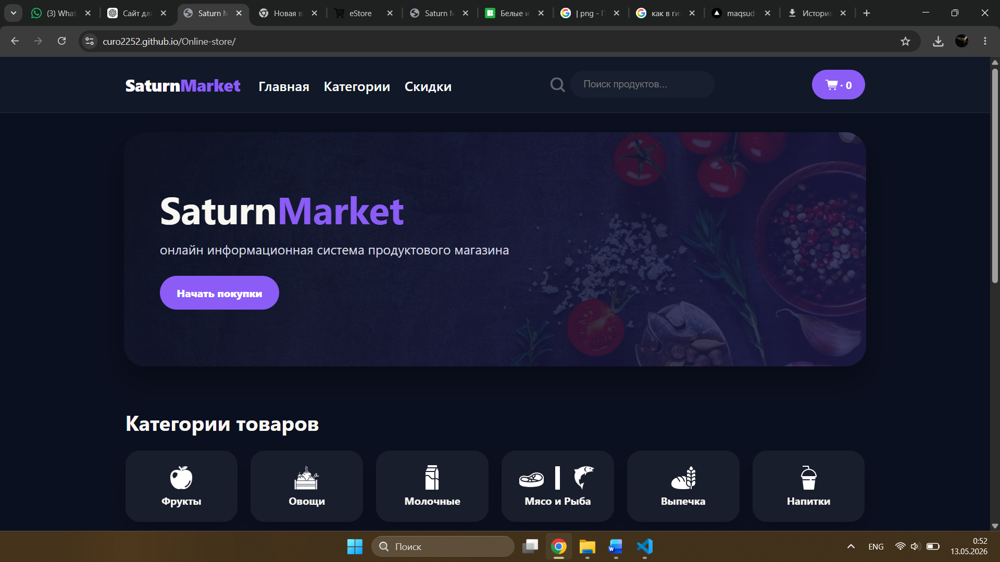 (3) What
Сайт дл
Saturn M
Новая в
eStore
Saturn M
Белые и
| png - П
как в ги
maqsud
История
curo2252.github.io/Online-store/
SaturnMarket
Главная
Категории
Скидки
Поиск продуктов...
· 0
SaturnMarket
онлайн информационная система продуктового магазина
Начать покупки
Категории товаров
Фрукты
Овощи
Молочные
Мясо и Рыба
Выпечка
Напитки
Поиск
ENG
0:52
13.05.2026